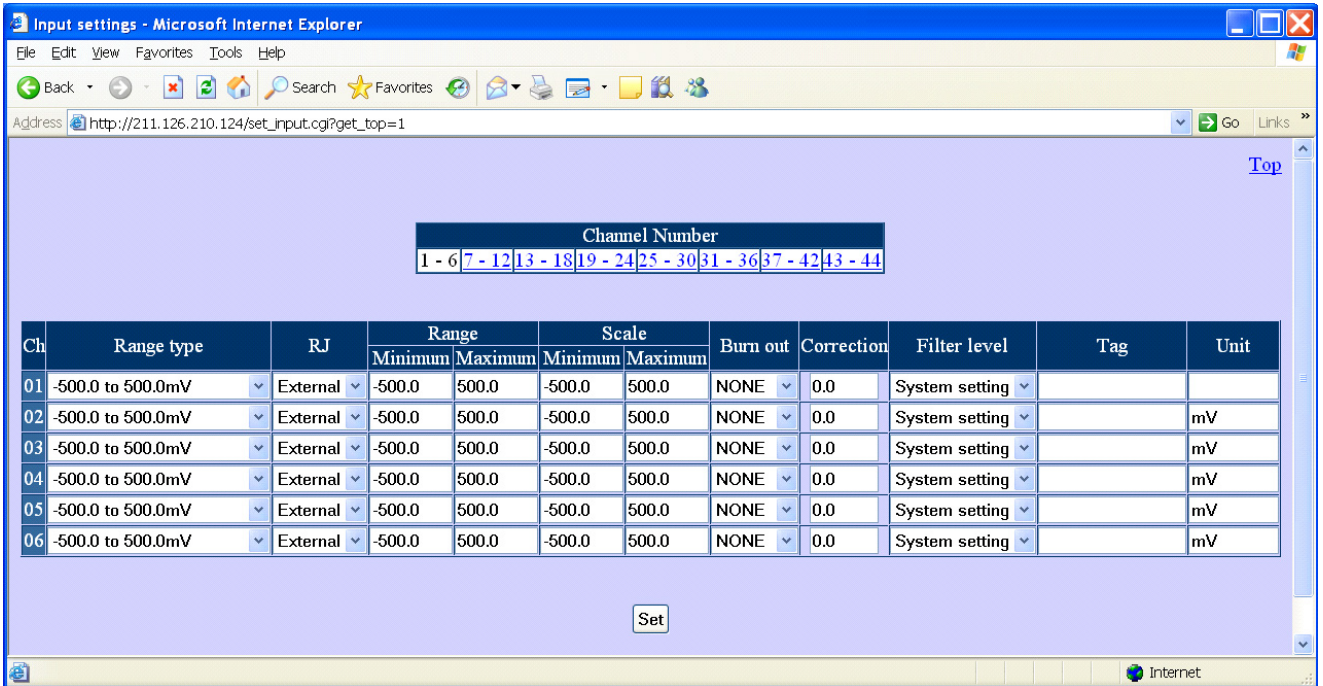 Input settings - Microsoft Internet Explorer
File Edit View Favorites Tools Help
Back Search Favorites
Address http://211.126.210.124/set_input.cgi?get_top=1 Go Links »
Top
Channel Number
1 - 6 7 - 12 13 - 18 19 - 24 25 - 30 31 - 36 37 - 42 43 - 44
Ch Range type RJ Range Scale Burn out Correction Filter level Tag Unit
Minimum Maximum Minimum Maximum
01 -500.0 to 500.0mV External -500.0 500.0 -500.0 500.0 NONE 0.0 System setting
02 -500.0 to 500.0mV External -500.0 500.0 -500.0 500.0 NONE 0.0 System setting mV
03 -500.0 to 500.0mV External -500.0 500.0 -500.0 500.0 NONE 0.0 System setting mV
04 -500.0 to 500.0mV External -500.0 500.0 -500.0 500.0 NONE 0.0 System setting mV
05 -500.0 to 500.0mV External -500.0 500.0 -500.0 500.0 NONE 0.0 System setting mV
06 -500.0 to 500.0mV External -500.0 500.0 -500.0 500.0 NONE 0.0 System setting mV
Set
Internet